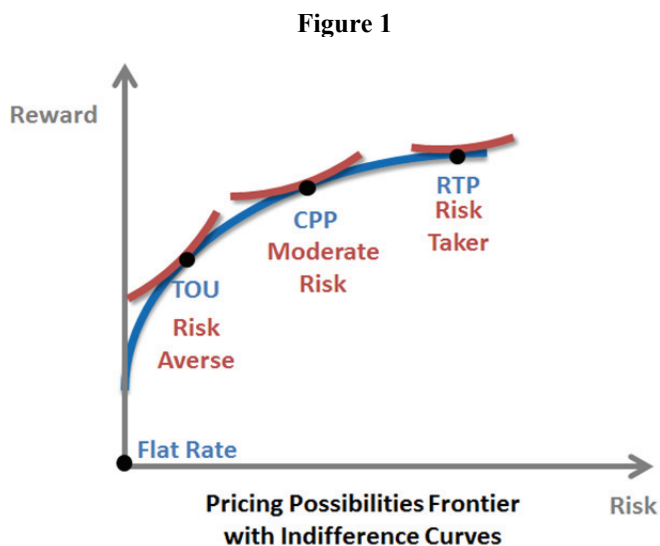 Figure 1
Reward
RTP
Risk
Taker
CPP
Moderate
Risk
TOU
Risk
Averse
Flat Rate
Pricing Possibilities Frontier
with Indifference Curves
Risk